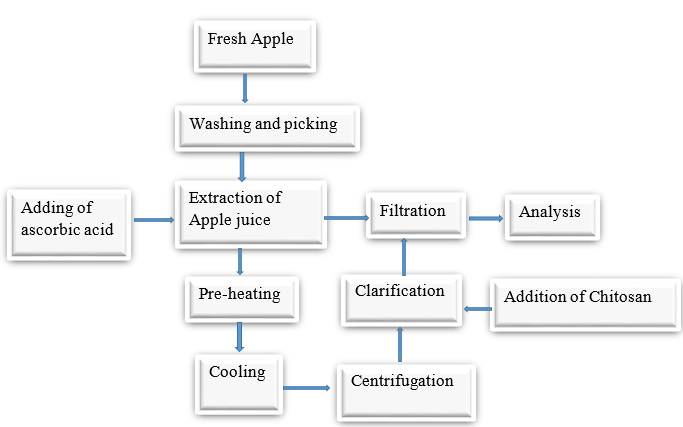 Fresh Apple
Washing and picking
Adding of
ascorbic acid
Extraction of
Apple juice
Filtration
Analysis
Pre-heating
Clarification
Addition of Chitosan
Cooling
Centrifugation